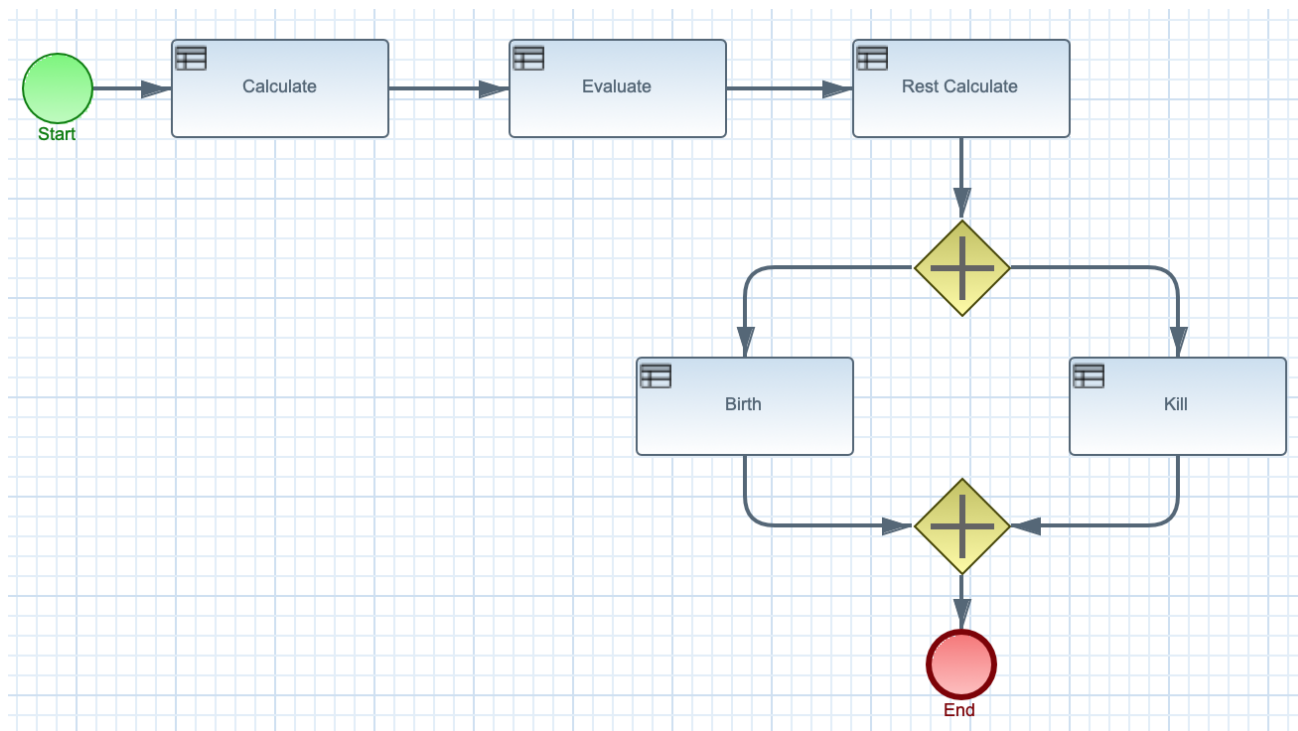 Calculate
Evaluate
Rest Calculate
Start
Birth
Kill
End